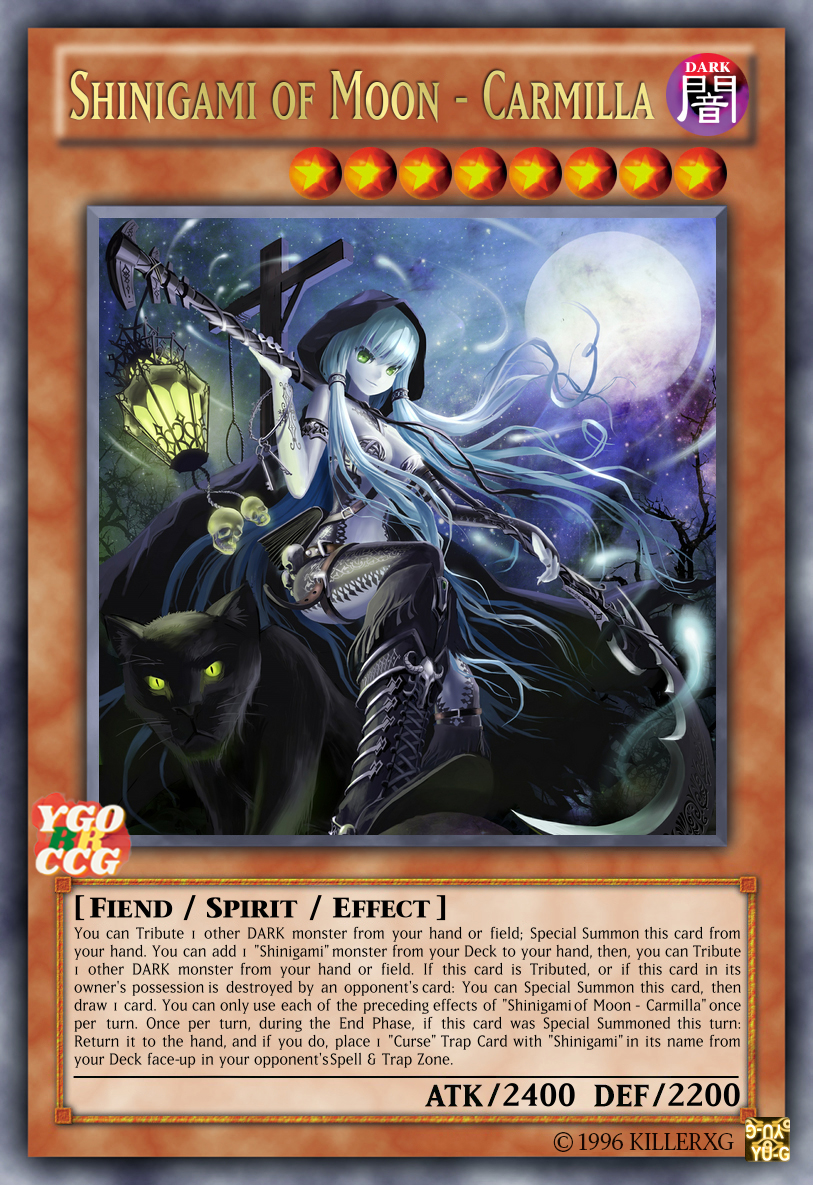 SHINIGAMI OF MOON - CARMILLA
DARK
闇
YGO
BR
CCG
[ FIEND / SPIRIT / EFFECT ]
You can Tribute 1 other DARK monster from your hand or field; Special Summon this card from
your hand. You can add 1 "Shinigami" monster from your Deck to your hand, then, you can Tribute
1 other DARK monster from your hand or field. If this card is Tributed, or if this card in its
owner's possession is destroyed by an opponent's card: You can Special Summon this card, then
draw 1 card. You can only use each of the preceding effects of "Shinigami of Moon - Carmilla" once
per turn. Once per turn, during the End Phase, if this card was Special Summoned this turn:
Return it to the hand, and if you do, place 1 "Curse" Trap Card with "Shinigami" in its name from
your Deck face-up in your opponent's Spell & Trap Zone.
ATK/2400 DEF/2200
© 1996 KILLERXG
YU-G